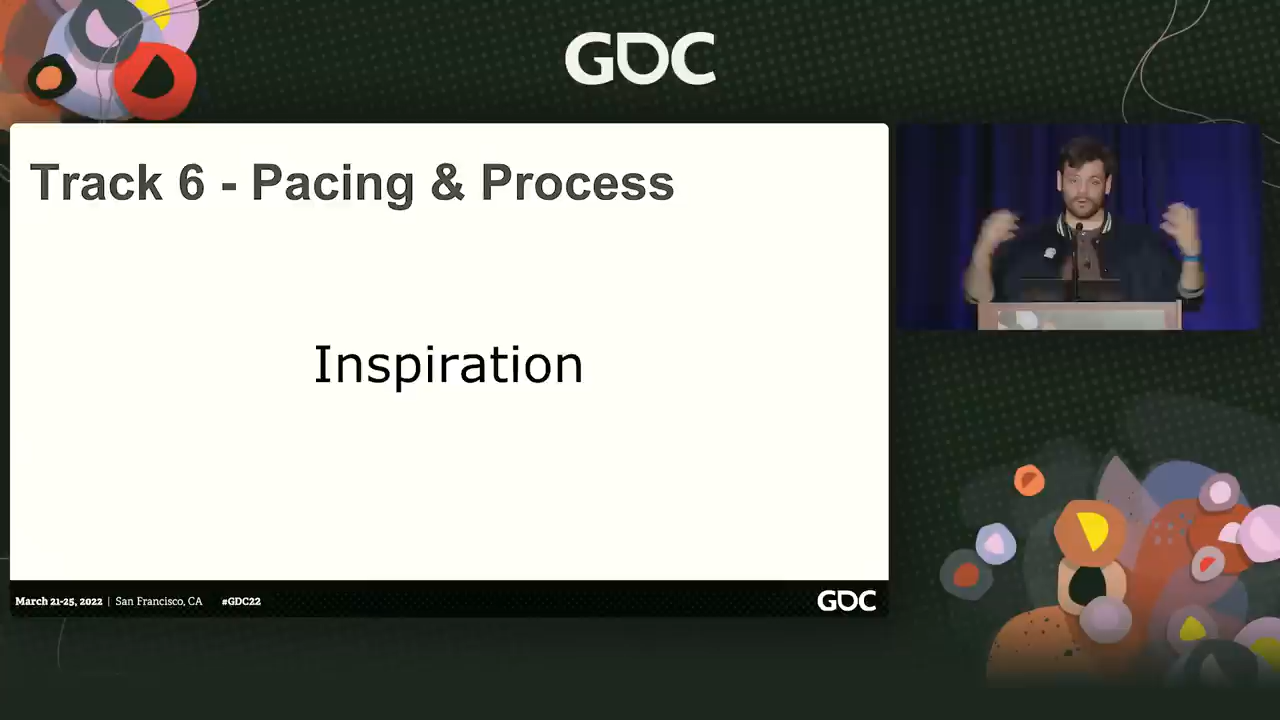 GDC
Track 6 - Pacing & Process
Inspiration
March 21-25, 2022 | San Francisco, CA #GDC22
GDC